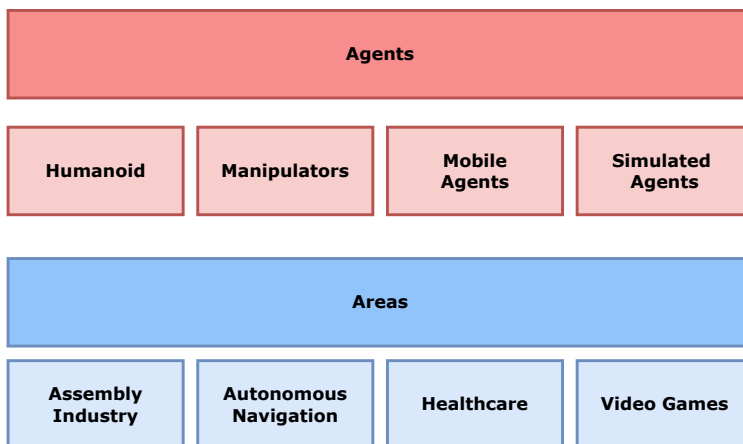 Agents
Humanoid
Manipulators
Mobile
Agents
Simulated
Agents
Areas
Assembly
Industry
Autonomous
Navigation
Healthcare
Video Games